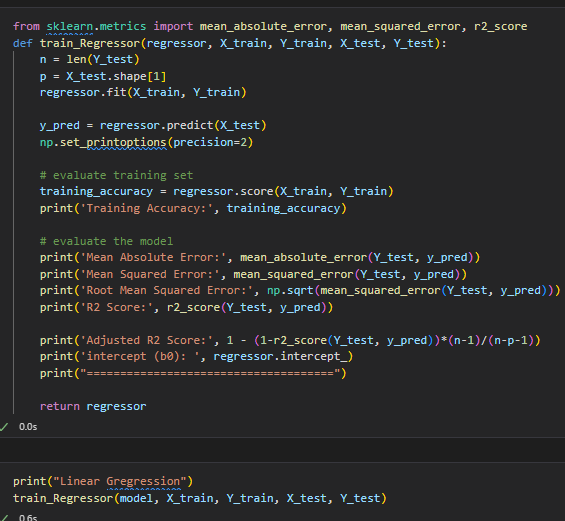 from sklearn.metrics import mean_absolute_error, mean_squared_error, r2_score
def train_Regressor(regressor, X_train, Y_train, X_test, Y_test):
    n = len(Y_test)
    p = X_test.shape[1]
    regressor.fit(X_train, Y_train)

    y_pred = regressor.predict(X_test)
    np.set_printoptions(precision=2)

    # evaluate training set
    training_accuracy = regressor.score(X_train, Y_train)
    print('Training Accuracy:', training_accuracy)

    # evaluate the model
    print('Mean Absolute Error:', mean_absolute_error(Y_test, y_pred))
    print('Mean Squared Error:', mean_squared_error(Y_test, y_pred))
    print('Root Mean Squared Error:', np.sqrt(mean_squared_error(Y_test, y_pred)))
    print('R2 Score:', r2_score(Y_test, y_pred))

    print('Adjusted R2 Score:', 1 - (1-r2_score(Y_test, y_pred))*(n-1)/(n-p-1))
    print('intercept (b0): ', regressor.intercept_)
    print("=====================================")

    return regressor
✓ 0.0s
print("Linear Gregression")
train_Regressor(model, X_train, Y_train, X_test, Y_test)
✓ 0.6s